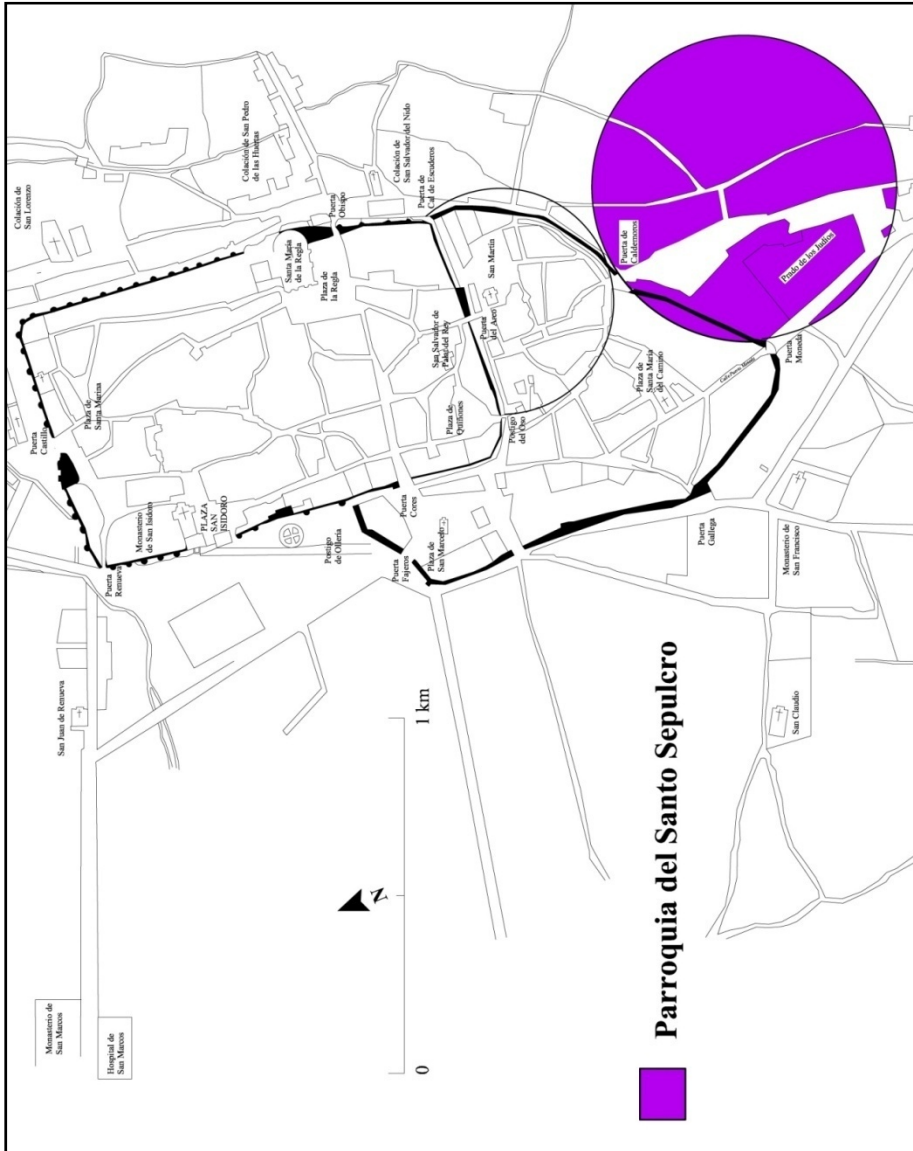 Colación de
San Lorenzo
Colación de San Pedro
de las Huertas
Colación de
San Salvador del Nido
Puerta
Obispo
Puerta de
Cal de Escuderos
Santa María
de la Regla
Plaza de
la Regla
San Martín
Puerta de
Caldemoros
Prado de los Judíos
Puerta
Castillo
Plaza de
Santa Marina
San Salvador de
Palat del Rey
Puerta
del Arco
Plaza de
Quiñones
Postigo
del Oso
Plaza de
Santa María
del Camino
Calle Puerta Moneda
Puerta
Moneda
Monasterio
de San Isidoro
PLAZA
SAN
ISIDORO
Puerta
Renueva
Postigo
de Ollería
Puerta
Cores
Puerta
Fajeros
Plaza de
San Marcelo
Puerta
Gallega
Monasterio de
San Francisco
San Juan de Renueva
San Claudio
Monasterio de
San Marcos
Hospital de
San Marcos
N
0
1 km
Parroquia del Santo Sepulcro